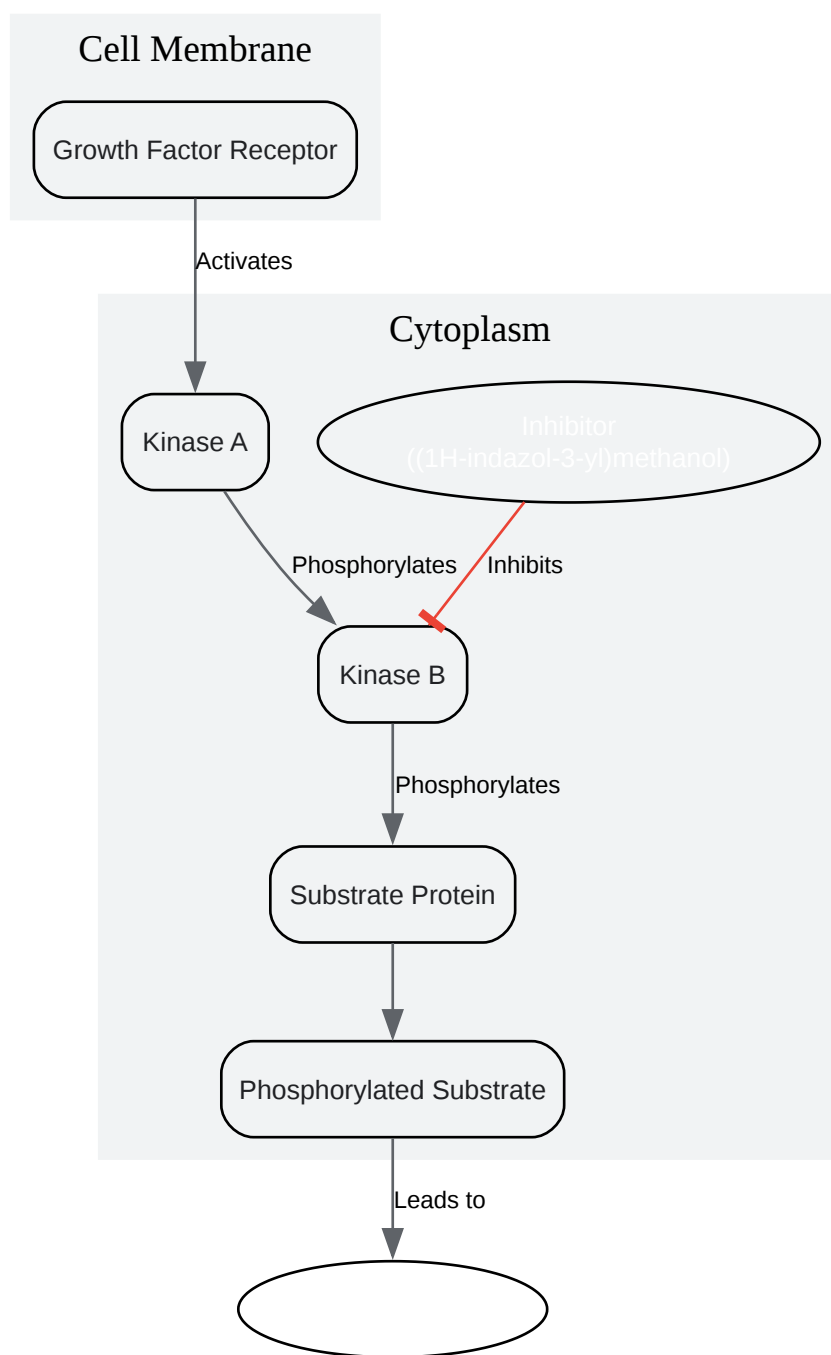 Cell Membrane
Growth Factor Receptor
Activates
Cytoplasm
Kinase A
Inhibitor
((1H-indazol-3-yl)methanol)
Phosphorylates
Inhibits
Kinase B
Phosphorylates
Substrate Protein
Phosphorylated Substrate
Leads to